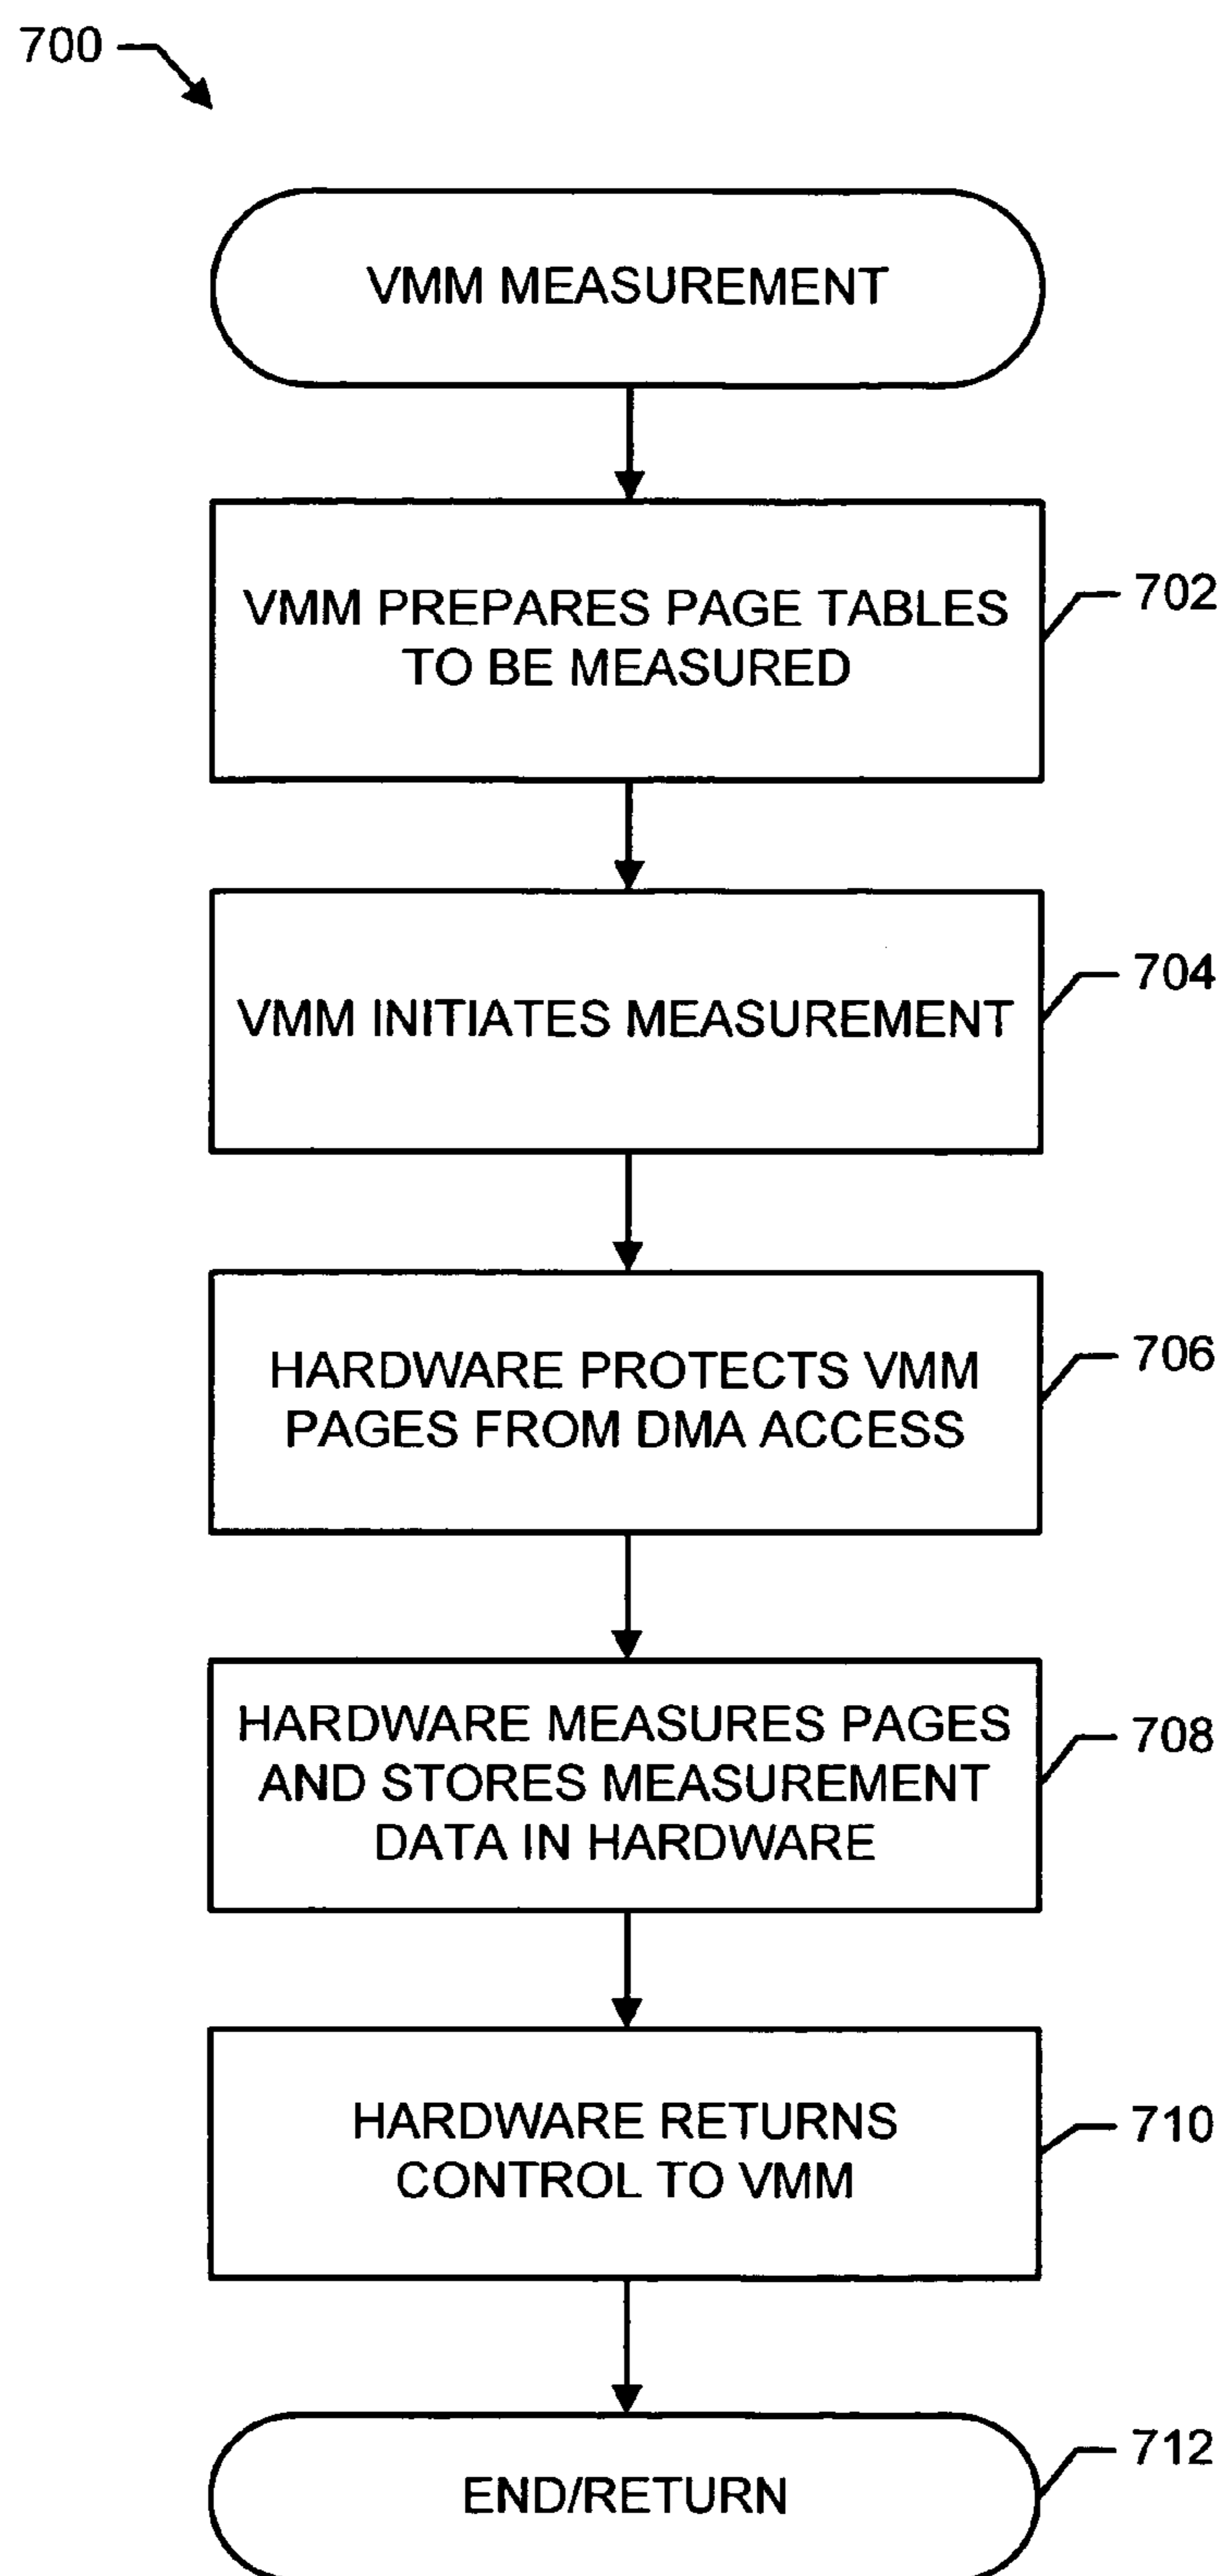 700
VMM MEASUREMENT
VMM PREPARES PAGE TABLES
TO BE MEASURED
702
VMM INITIATES MEASUREMENT
704
HARDWARE PROTECTS VMM
PAGES FROM DMA ACCESS
706
HARDWARE MEASURES PAGES
AND STORES MEASUREMENT
DATA IN HARDWARE
708
HARDWARE RETURNS
CONTROL TO VMM
710
END/RETURN
712